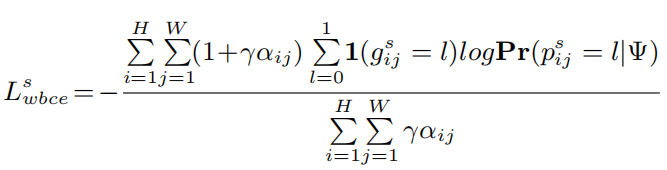 L^s_{wbce} = - \frac{\sum_{i=1}^{H} \sum_{j=1}^{W} (1+\gamma\alpha_{ij}) \sum_{l=0}^{1} \mathbf{1}(g^s_{ij} = l) log\mathbf{Pr}(p^s_{ij} = l|\Psi)}{\sum_{i=1}^{H} \sum_{j=1}^{W} \gamma\alpha_{ij}}